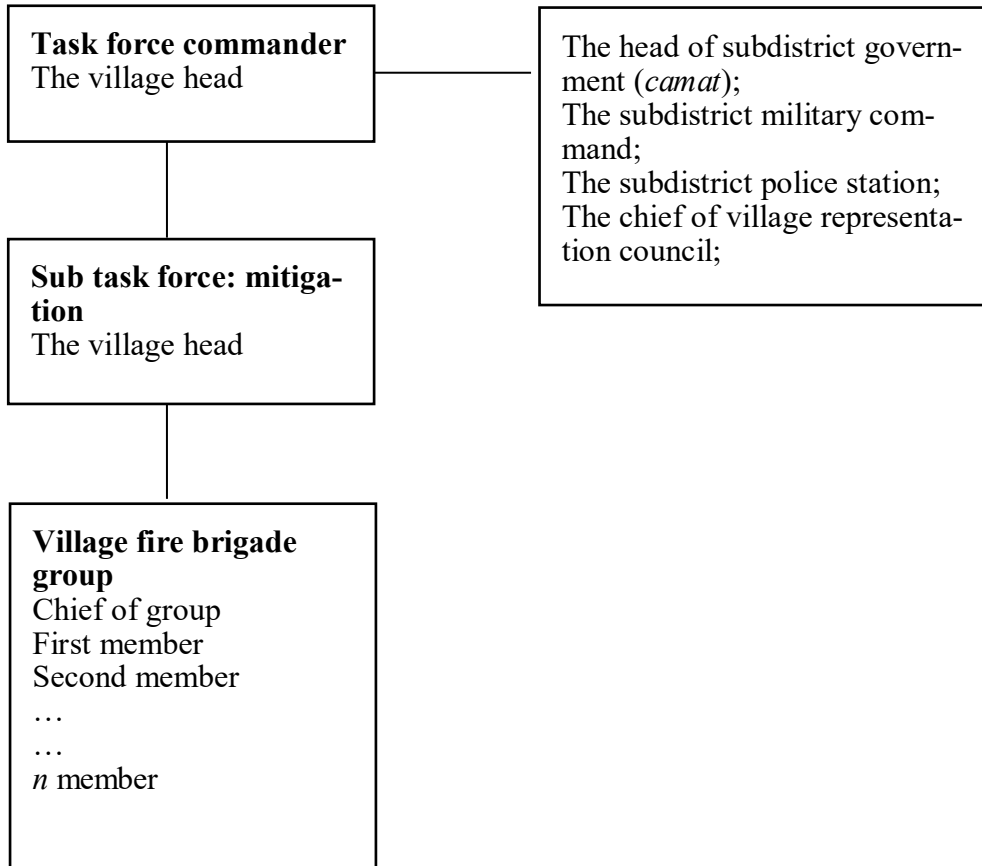 Task force commander
The village head
The head of subdistrict govern-
ment (camat);
The subdistrict military com-
mand;
The subdistrict police station;
The chief of village representa-
tion council;
Sub task force: mitiga-
tion
The village head
Village fire brigade
group
Chief of group
First member
Second member
…
…
n member